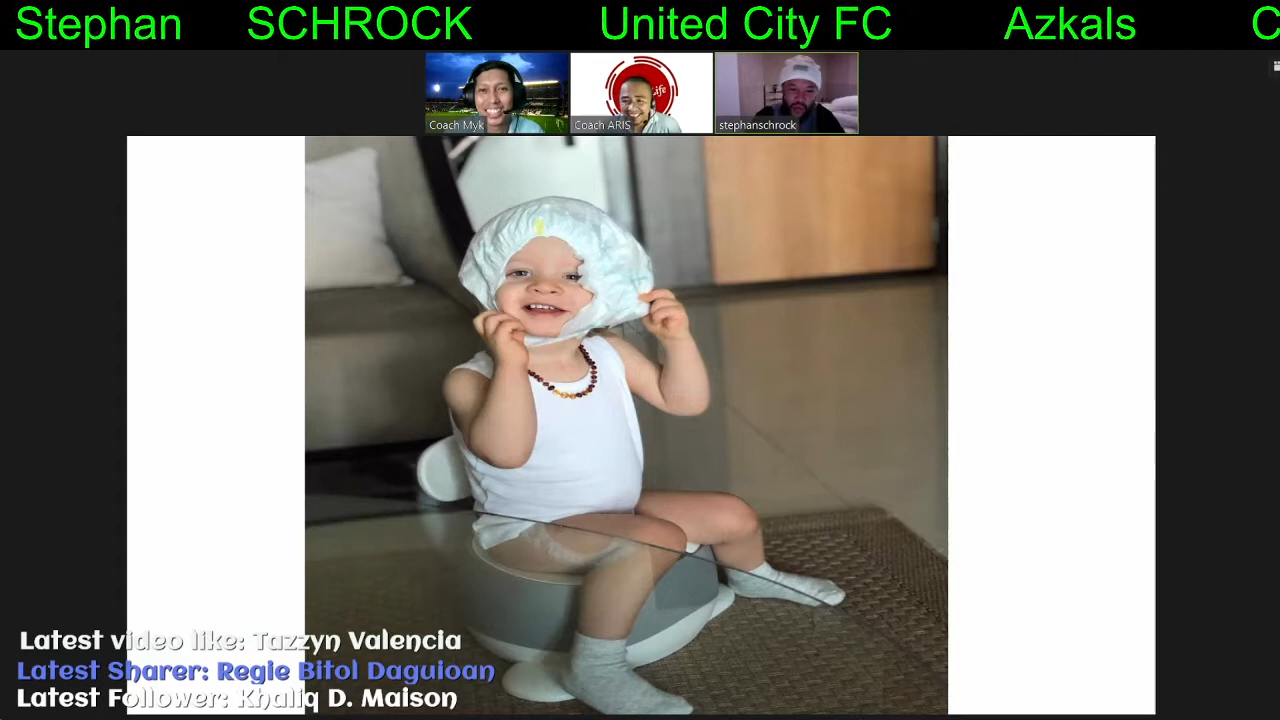 Stephan SCHROCK United City FC Azkals C
Coach Myk
Coach ARIS
life
stephanschrock
Latest video like: Tazzyn Valencia
Latest Sharer: Regie Bitol Daguioan
Latest Follower: Khaliq D. Maison